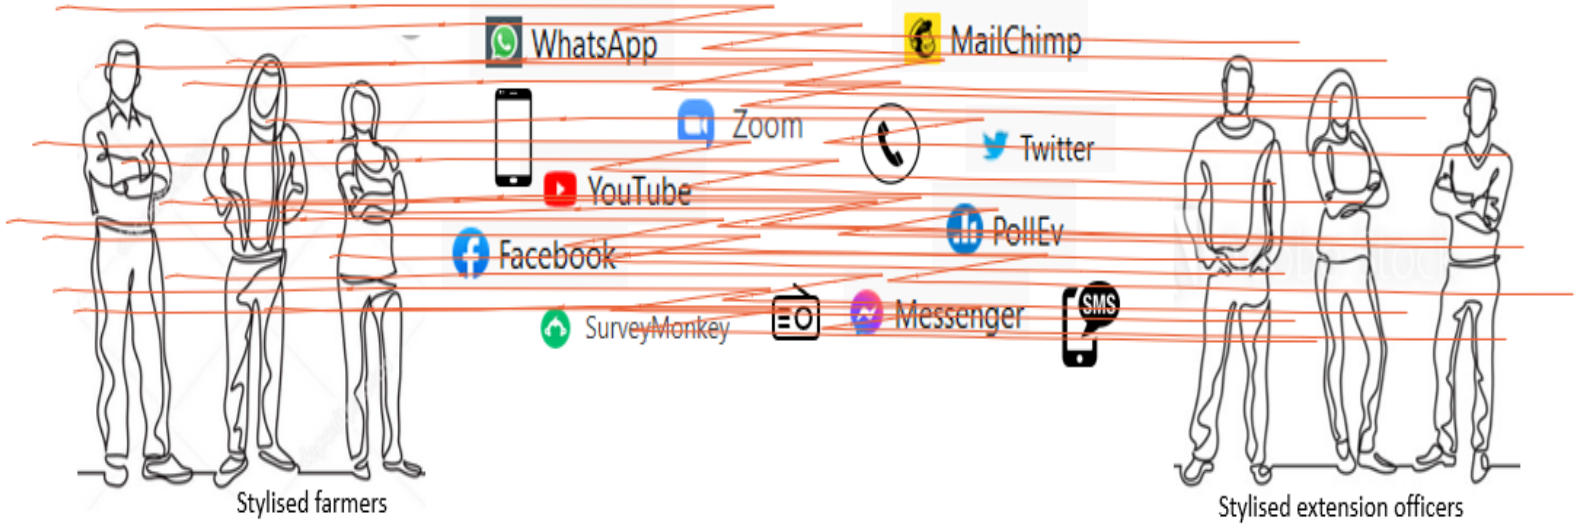 WhatsApp
MailChimp
Zoom
Twitter
YouTube
PollEv
Facebook
SMS
Messenger
SurveyMonkey
Stylised farmers
Stylised extension officers